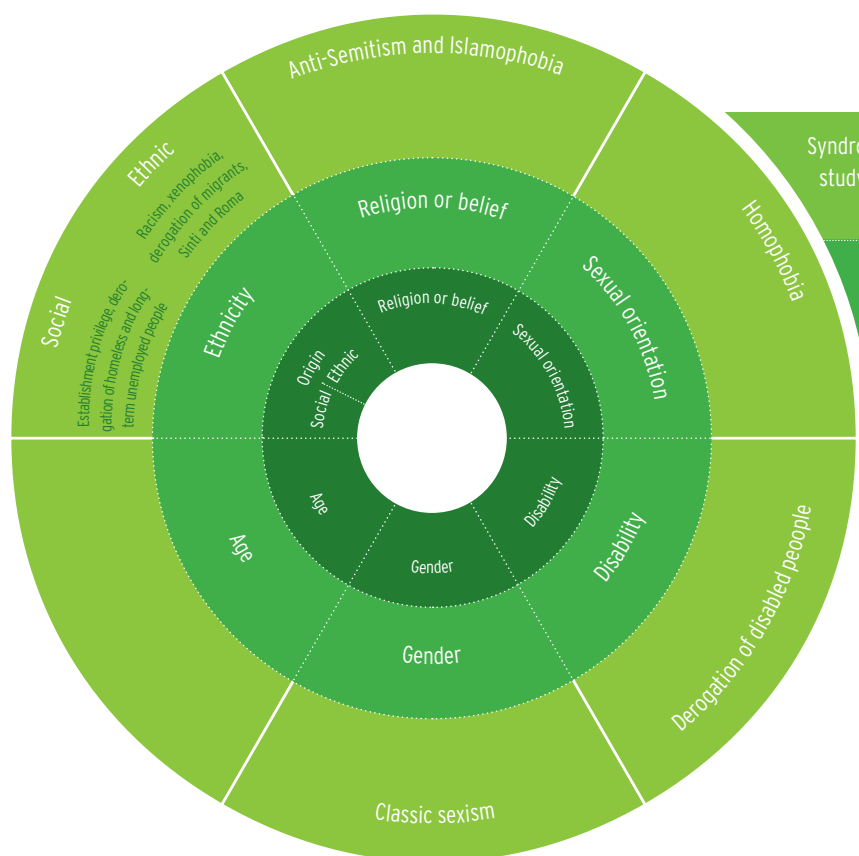 Anti-Semitism and Islamophobia
Ethnic
Racism, xenophobia,
derogation of migrants,
Sinti and Roma
Social
Establishment privilege, dero-
gation of homeless and long-
term unemployed people
Homophobia
Derogation of disabled peoople
Classic sexism
Religion or belief
Sexual orientation
Disability
Gender
Age
Ethnicity
Religion or belief
Sexual orientation
Disability
Gender
Age
Origin
Social
Ethnic
study